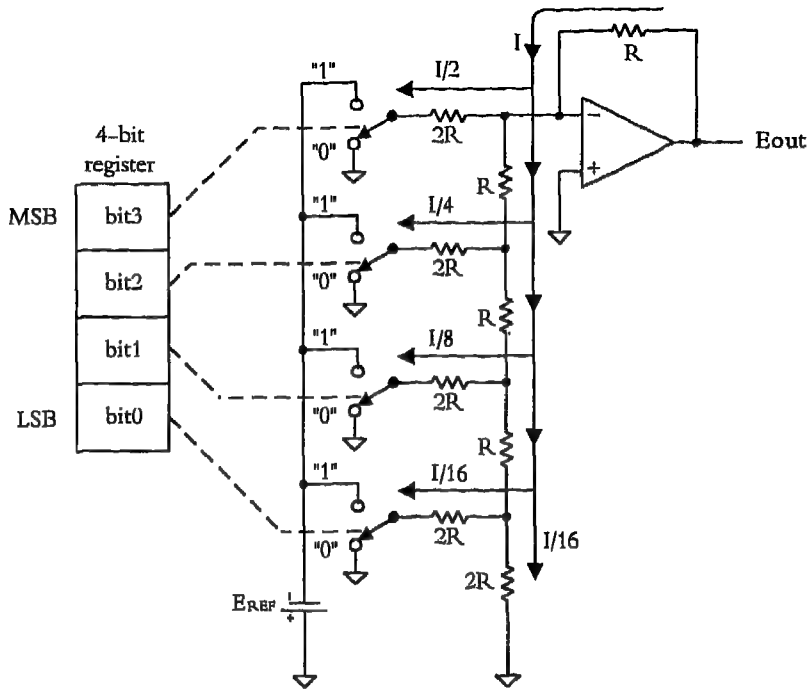 I
R
"1"
I/2
2R
"0"
Eout
−
+
4-bit
register
R
MSB
bit3
"1"
I/4
2R
"0"
bit2
R
"1"
I/8
bit1
2R
"0"
LSB
bit0
R
"1"
I/16
2R
"0"
I/16
2R
EREF
−
+